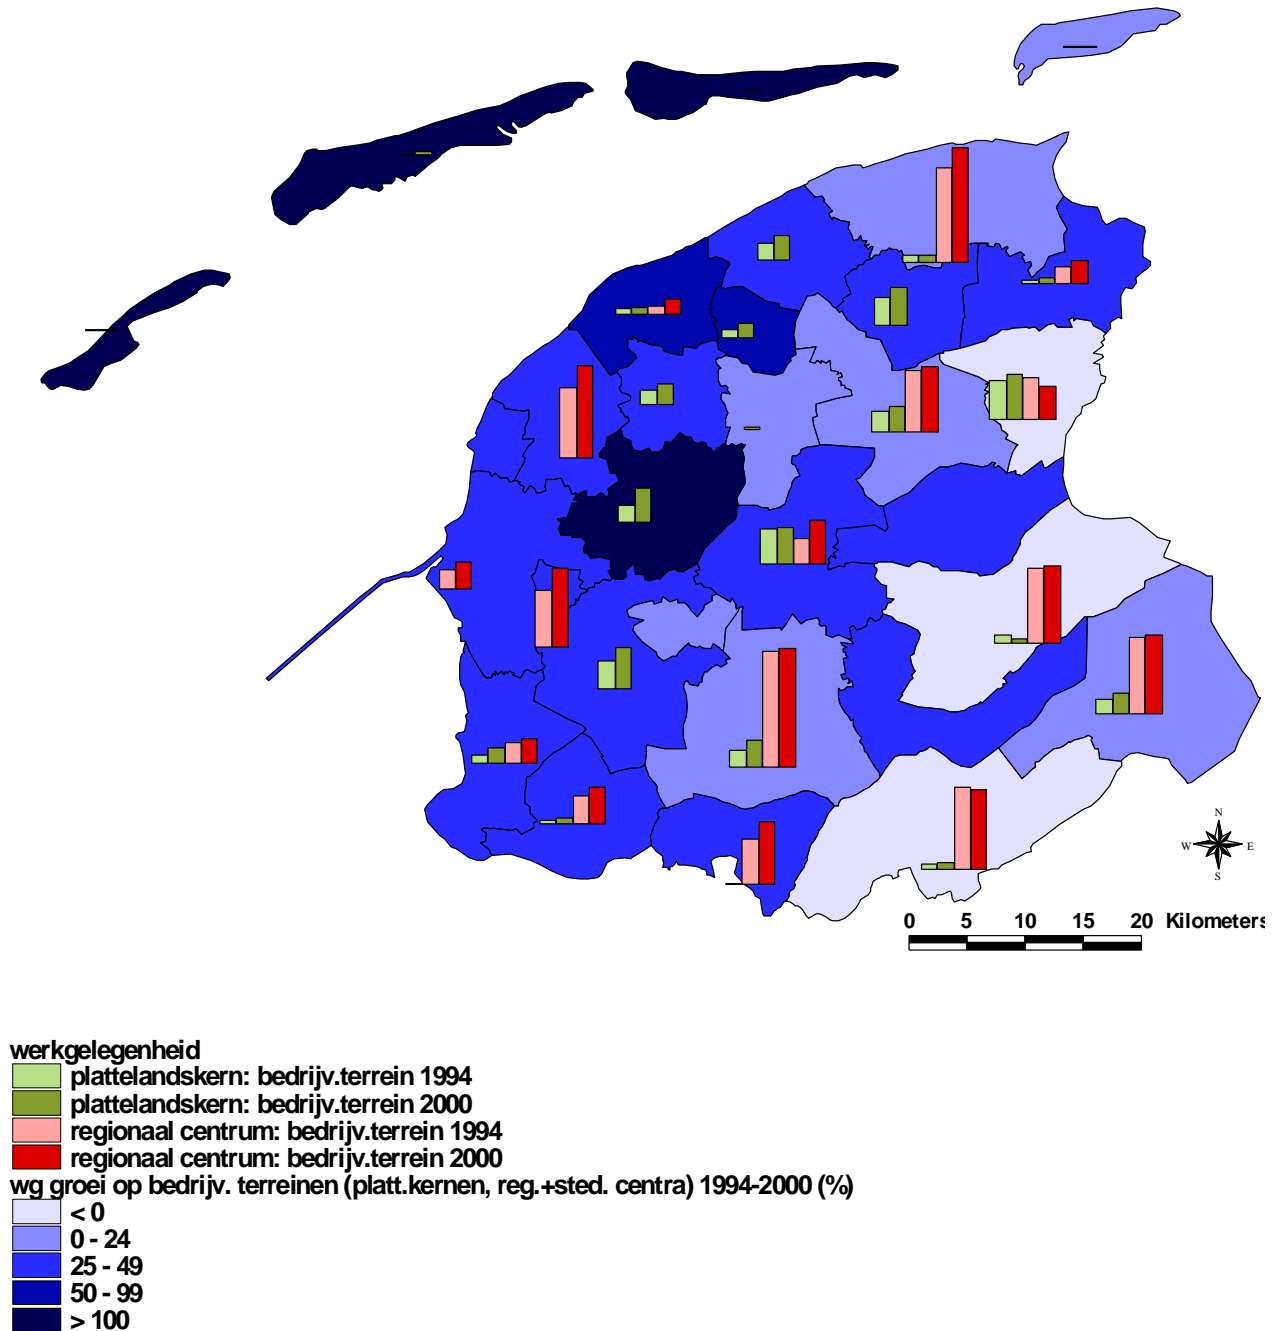 N
W E
S
0 5 10 15 20 Kilometers
werkgelegenheid
plattelandskern: bedrijv.terrein 1994
plattelandskern: bedrijv.terrein 2000
regionaal centrum: bedrijv.terrein 1994
regionaal centrum: bedrijv.terrein 2000
wg groei op bedrijv. terreinen (platt.kernen, reg.+sted. centra) 1994-2000 (%)
< 0
0 - 24
25 - 49
50 - 99
> 100